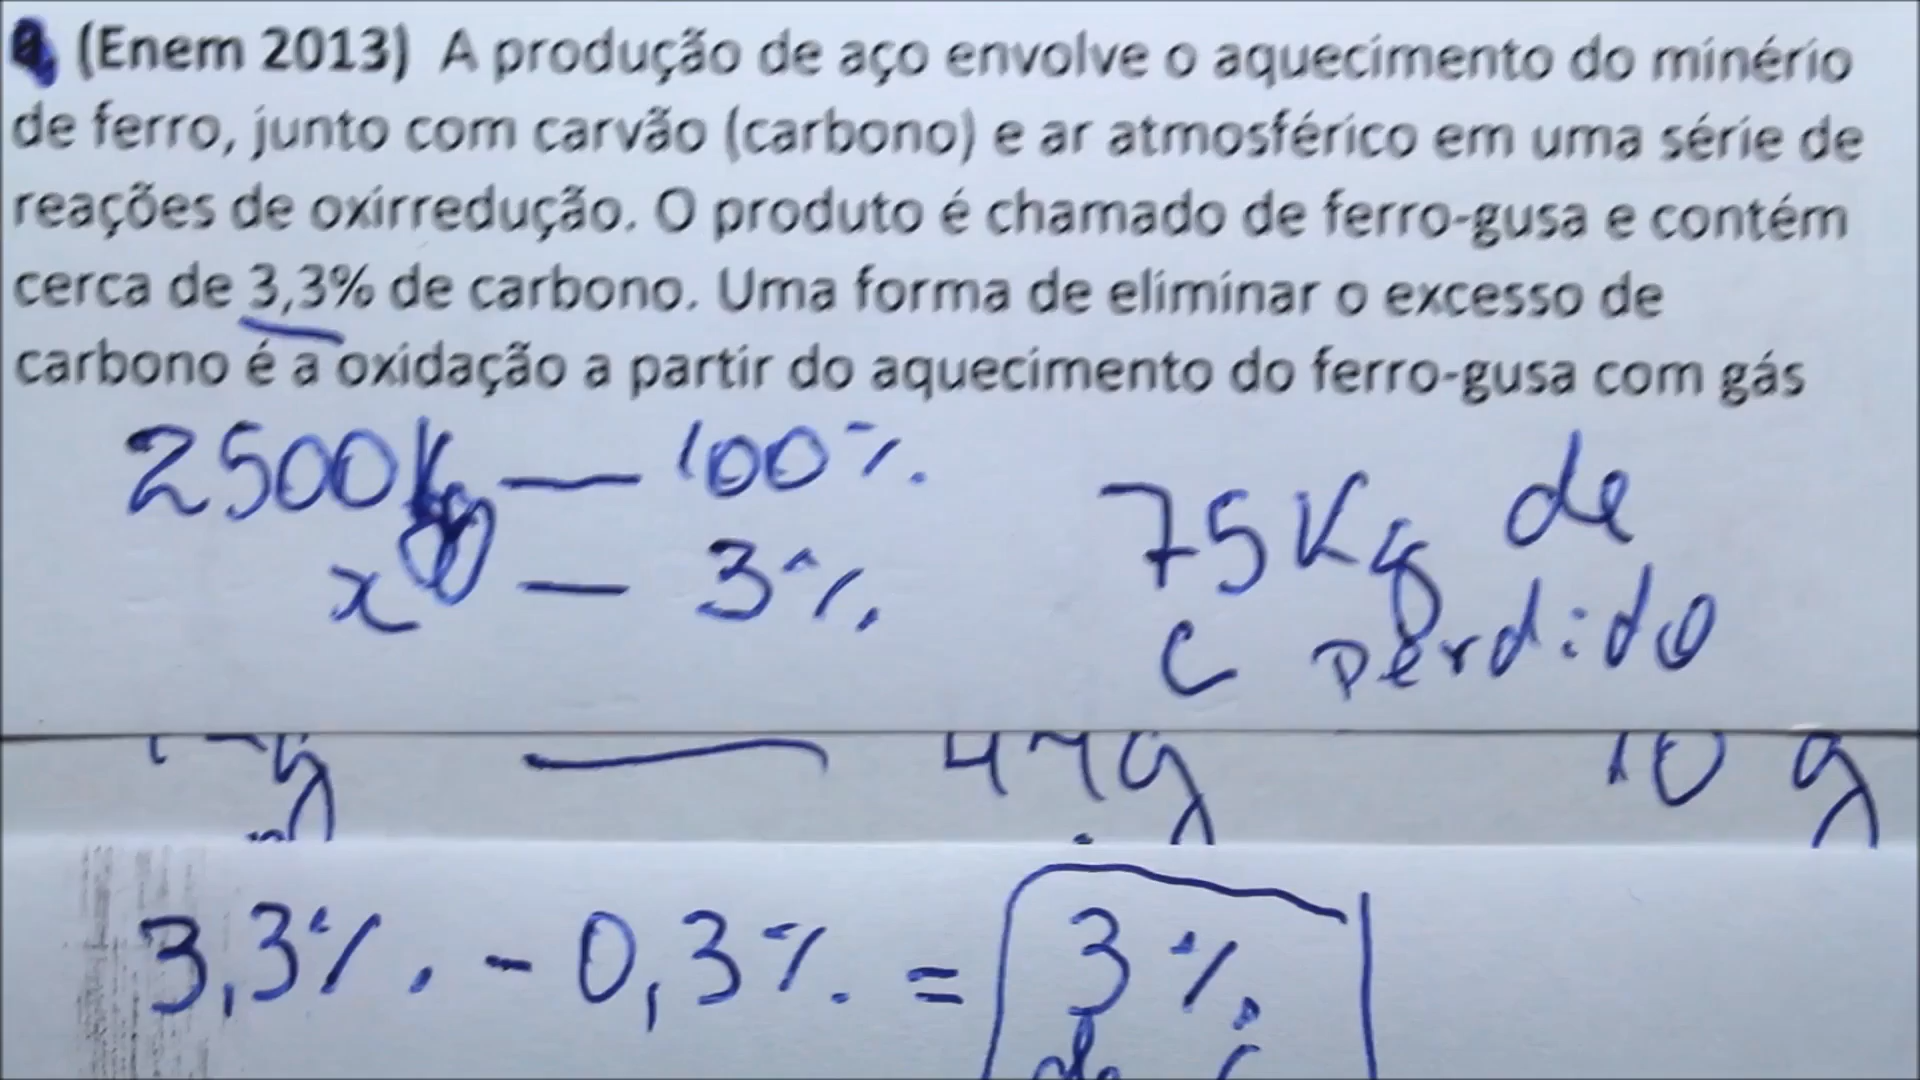 (Enem 2013) A produção de aço envolve o aquecimento do minério
de ferro, junto com carvão (carbono) e ar atmosférico em uma série de
reações de oxirredução. O produto é chamado de ferro-gusa e contém
cerca de 3,3% de carbono. Uma forma de eliminar o excesso de
carbono é a oxidação a partir do aquecimento do ferro-gusa com gás
2500Kg — 100%
x — 3%
75Kg de
C perdido
44g
3,3% - 0,3% = 3%
de C